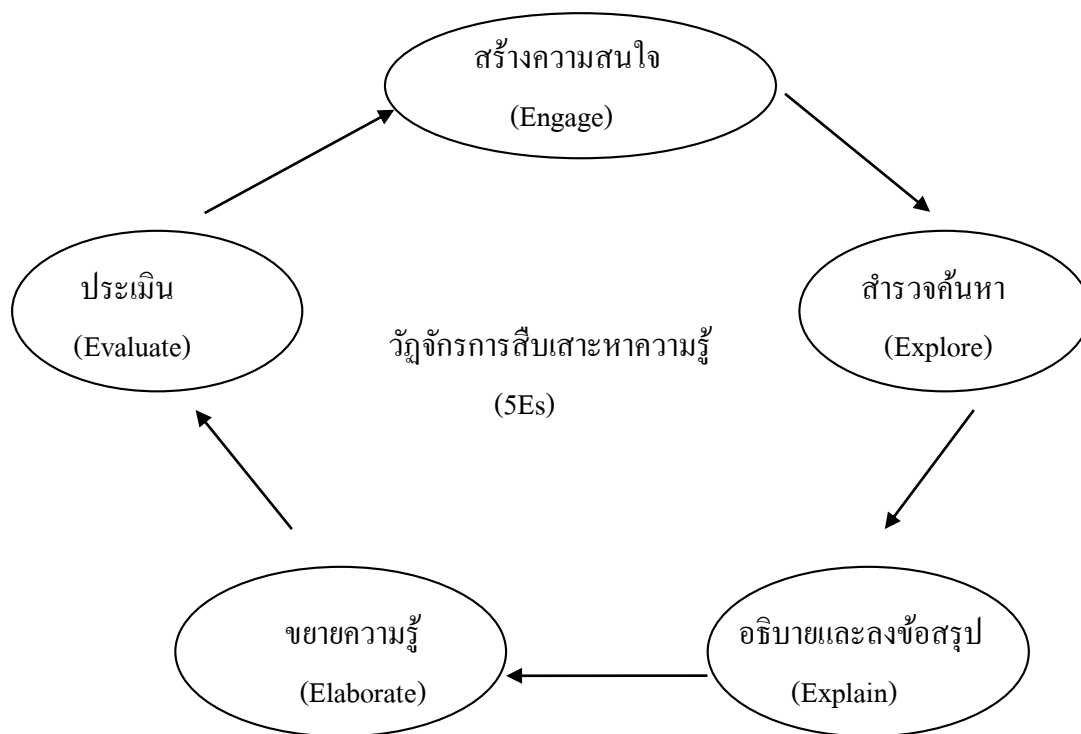 สร้างความสนใจ
(Engage)
สำรวจค้นหา
(Explore)
อธิบายและลงข้อสรุป
(Explain)
ขยายความรู้
(Elaborate)
ประเมิน
(Evaluate)
วัฏจักรการสืบเสาะหาความรู้
(5Es)